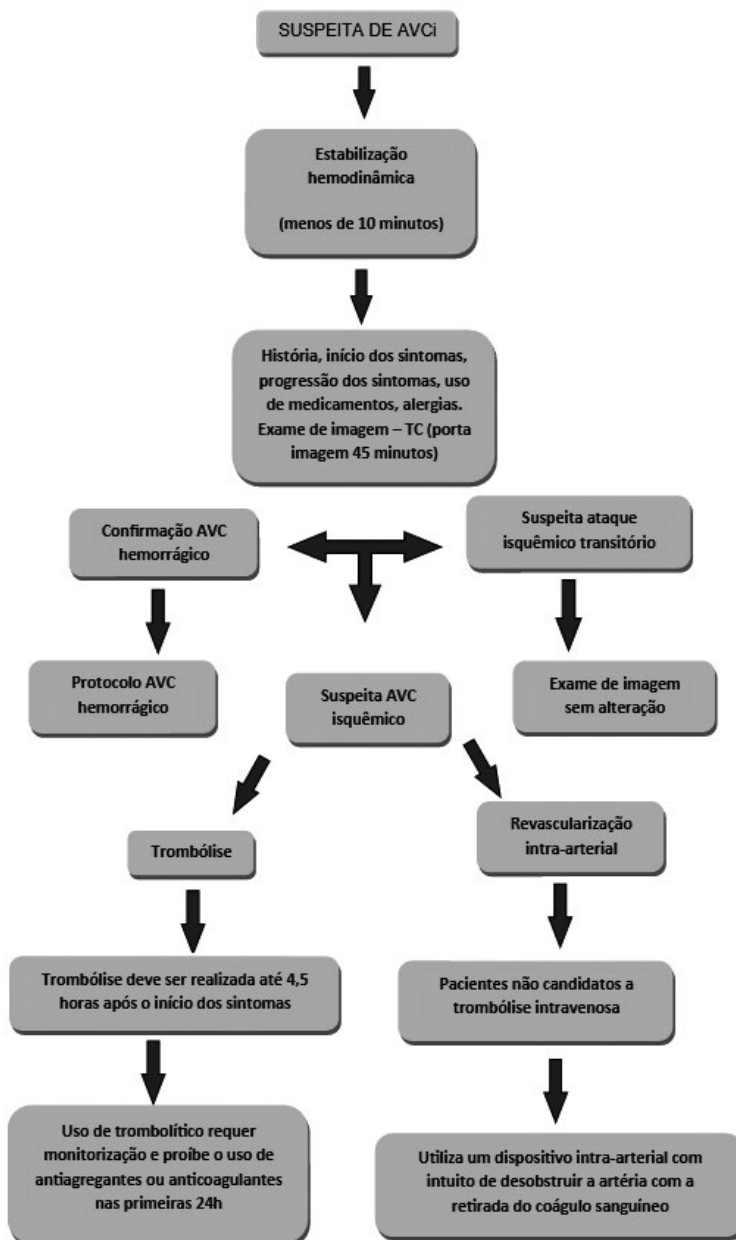 SUSPEITA DE AVCi
Estabilização
hemodinâmica
(menos de 10 minutos)
História, início dos sintomas,
progressão dos sintomas, uso
de medicamentos, alergias.
Exame de imagem – TC (porta
imagem 45 minutos)
Confirmação AVC
hemorrágico
Suspeita ataque
isquêmico transitório
Protocolo AVC
hemorrágico
Suspeita AVC
isquêmico
Exame de imagem
sem alteração
Trombólise
Revascularização
intra-arterial
Trombólise deve ser realizada até 4,5
horas após o início dos sintomas
Pacientes não candidatos a
trombólise intravenosa
Uso de trombolítico requer
monitorização e proíbe o uso de
antiagregantes ou anticoagulantes
nas primeiras 24h
Utiliza um dispositivo intra-arterial com
intuito de desobstruir a artéria com a
retirada do coágulo sanguíneo